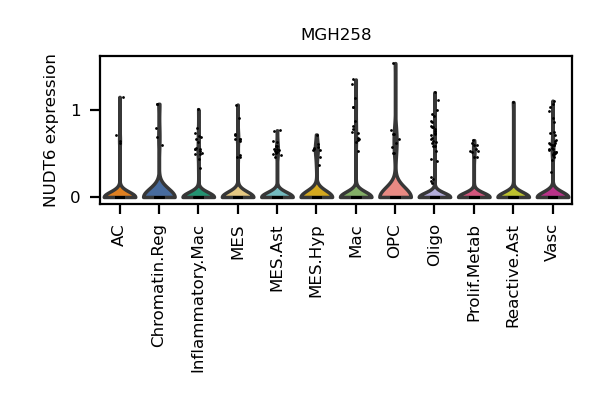 MGH258
NUDT6 expression
1
0
AC
Chromatin.Reg
Inflammatory.Mac
MES
MES.Ast
MES.Hyp
Mac
OPC
Oligo
Prolif.Metab
Reactive.Ast
Vasc